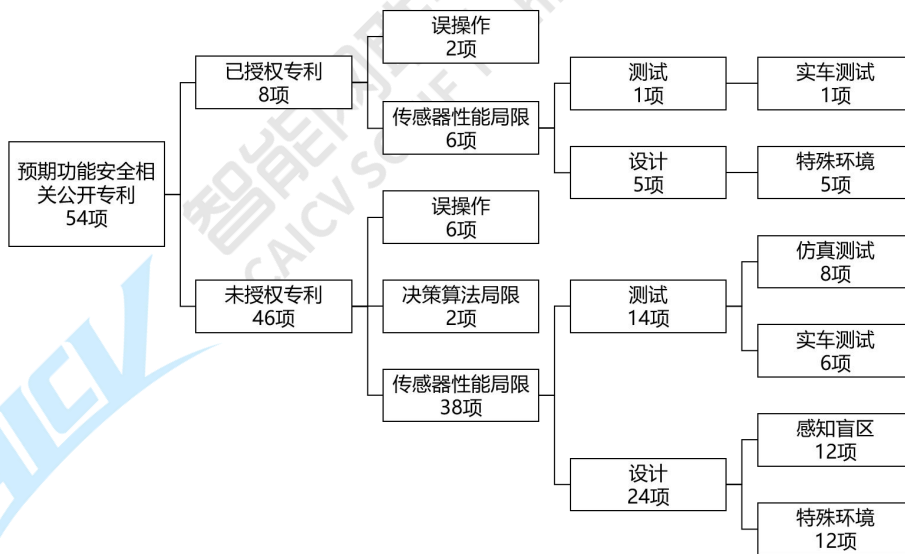 预期功能安全相
关公开专利
54项
已授权专利
8项
误操作
2项
传感器性能局限
6项
测试
1项
实车测试
1项
设计
5项
特殊环境
5项
未授权专利
46项
误操作
6项
决策算法局限
2项
传感器性能局限
38项
测试
14项
仿真测试
8项
实车测试
6项
设计
24项
感知盲区
12项
特殊环境
12项